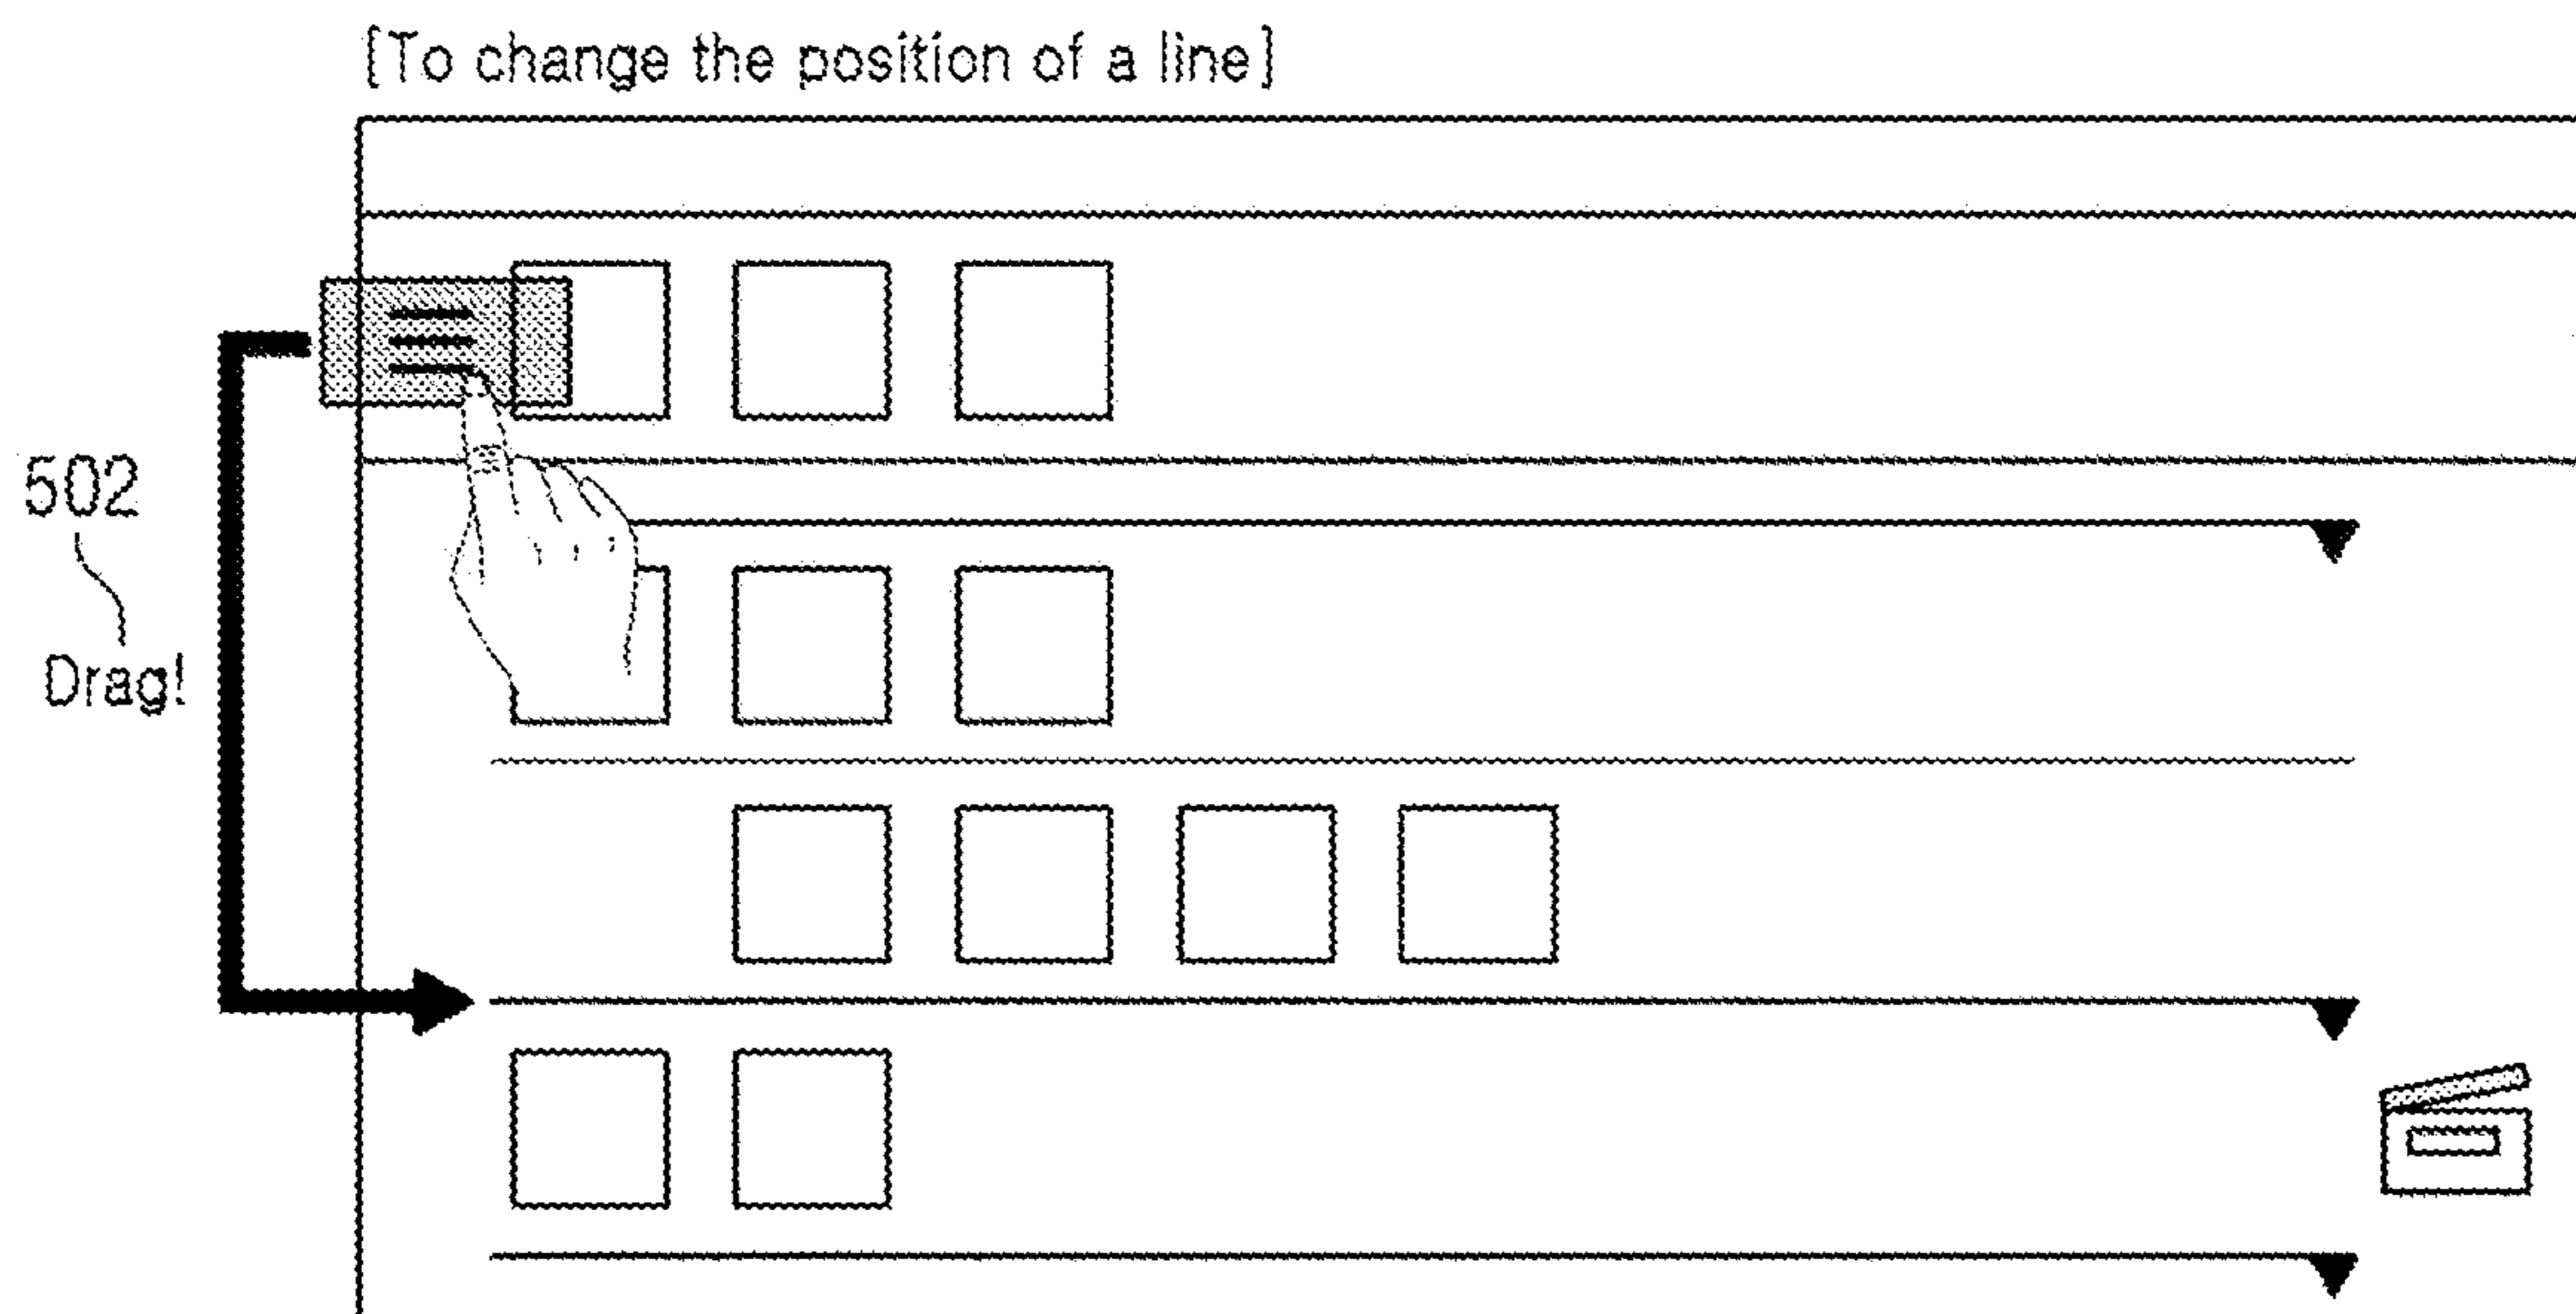 [To change the position of a line]
502
Drag!